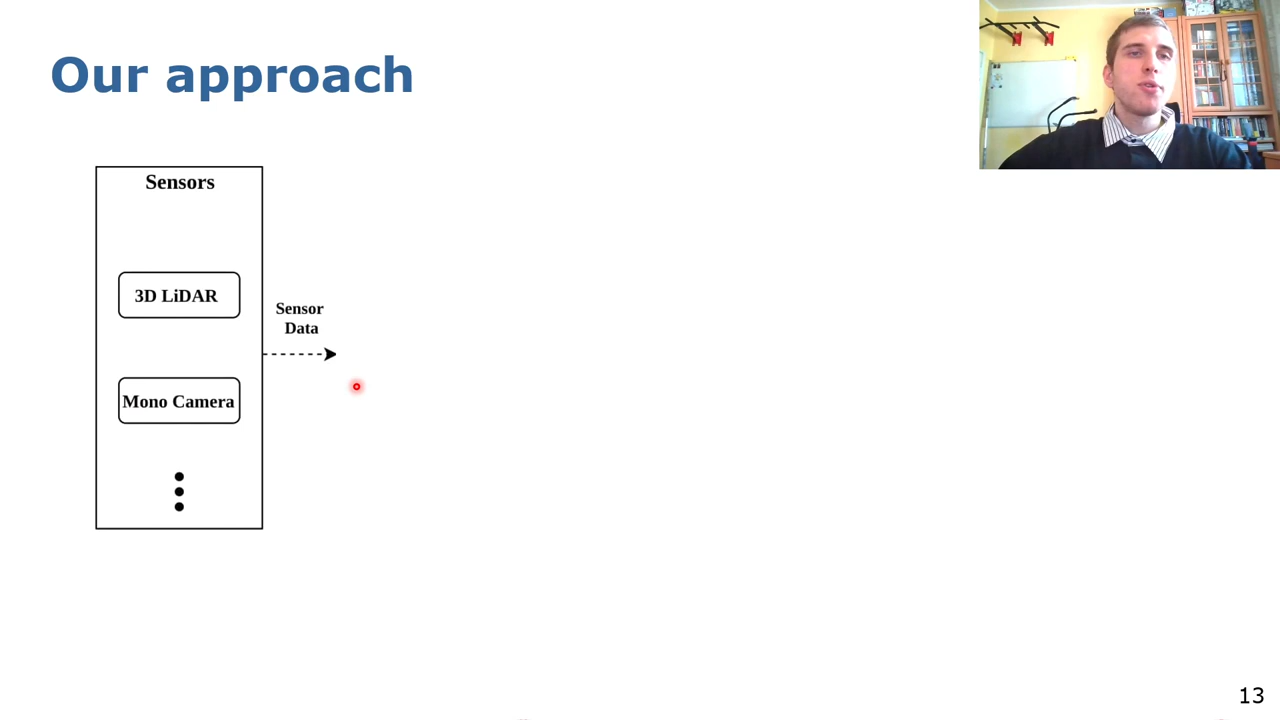 Our approach
Sensors
3D LiDAR
Sensor
Data
Mono Camera
13